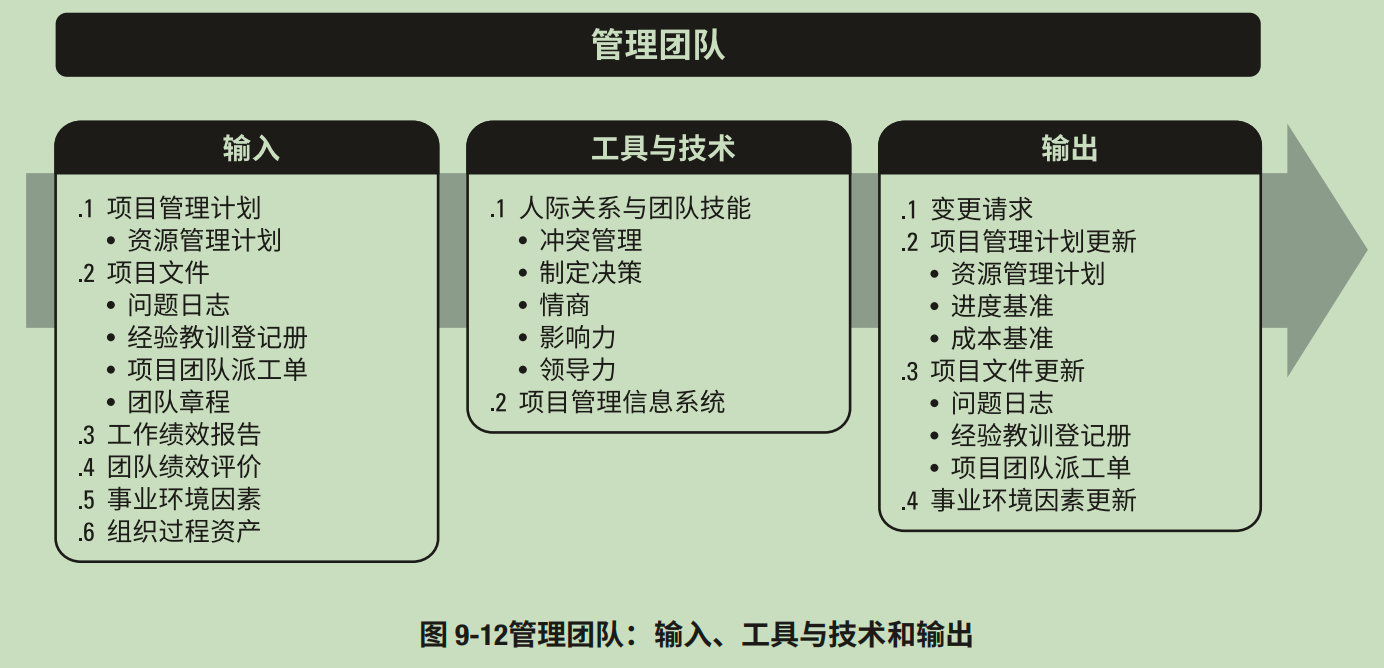 管理团队
输入
.1 项目管理计划
• 资源管理计划
.2 项目文件
• 问题日志
• 经验教训登记册
• 项目团队派工单
• 团队章程
.3 工作绩效报告
.4 团队绩效评价
.5 事业环境因素
.6 组织过程资产
工具与技术
.1 人际关系与团队技能
• 冲突管理
• 制定决策
• 情商
• 影响力
• 领导力
.2 项目管理信息系统
输出
.1 变更请求
.2 项目管理计划更新
• 资源管理计划
• 进度基准
• 成本基准
.3 项目文件更新
• 问题日志
• 经验教训登记册
• 项目团队派工单
.4 事业环境因素更新
图 9-12管理团队：输入、工具与技术和输出